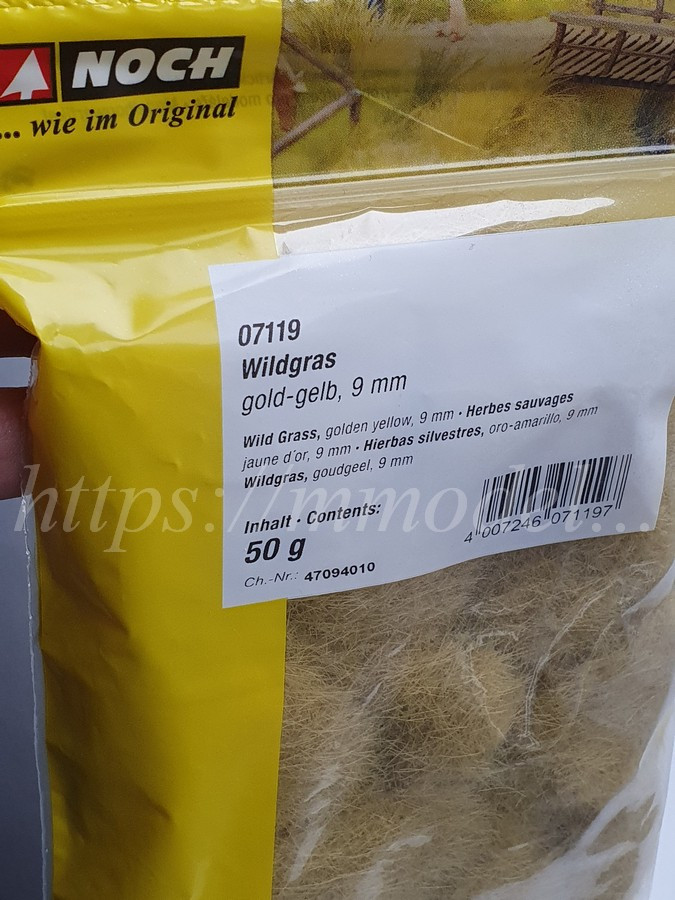 NOCH
... wie im Original
07119
Wildgras
gold-gelb, 9 mm
Wild Grass, golden yellow, 9 mm · Herbes sauvages
jaune d´or, 9 mm · Hierbas silvestres, oro-amarillo, 9 mm
Wildgras, goudgeel, 9 mm
https://mmodel...
Inhalt · Contents:
50 g
Ch.-Nr.: 47094010
4 007246 071197